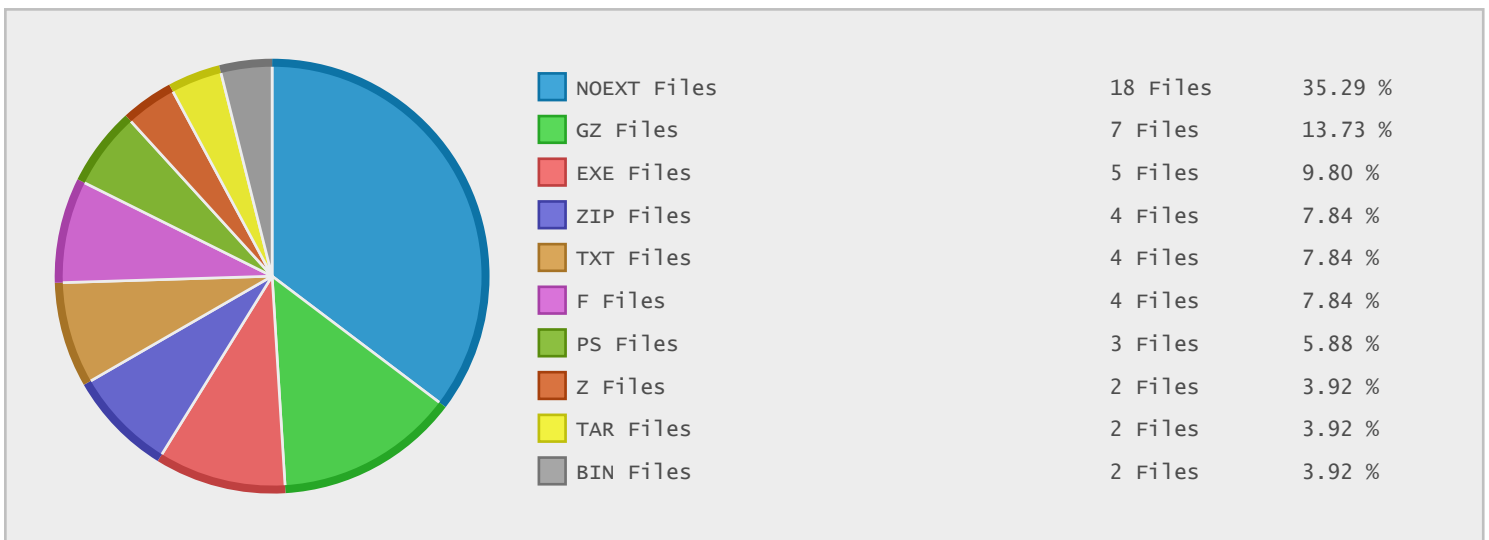 NOEXT Files 18 Files 35.29 %
GZ Files 7 Files 13.73 %
EXE Files 5 Files 9.80 %
ZIP Files 4 Files 7.84 %
TXT Files 4 Files 7.84 %
F Files 4 Files 7.84 %
PS Files 3 Files 5.88 %
Z Files 2 Files 3.92 %
TAR Files 2 Files 3.92 %
BIN Files 2 Files 3.92 %